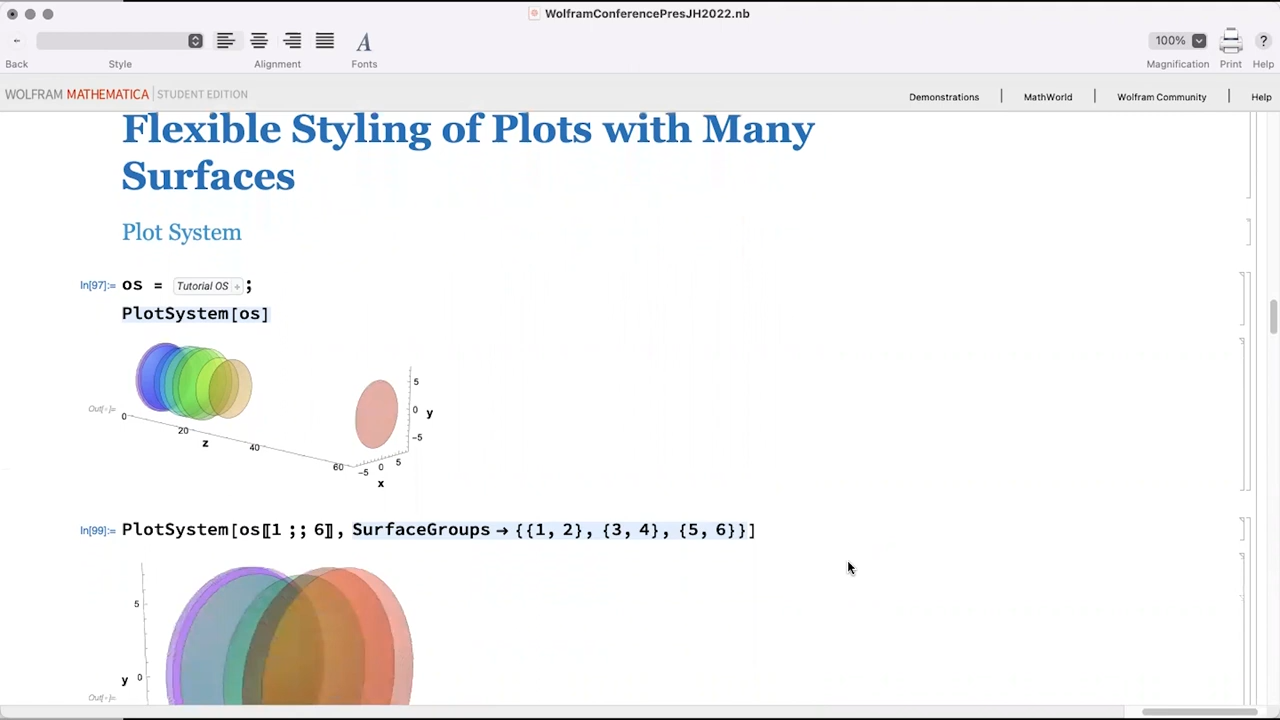 WolframConferencePresJH2022.nb
100%
Back
Style
Alignment
Fonts
Magnification
Print
Help
WOLFRAM MATHEMATICA | STUDENT EDITION
Demonstrations
MathWorld
Wolfram Community
Help
Flexible Styling of Plots with Many
Surfaces
Plot System
In[97]:= os = Tutorial OS ;
PlotSystem[os]
Out[•]=
0
20
40
60
z
-5
0
5
x
5
0
-5
y
In[99]:= PlotSystem[os⟦1 ;; 6⟧, SurfaceGroups → {{1, 2}, {3, 4}, {5, 6}}]
5
y 0
Out[•]=